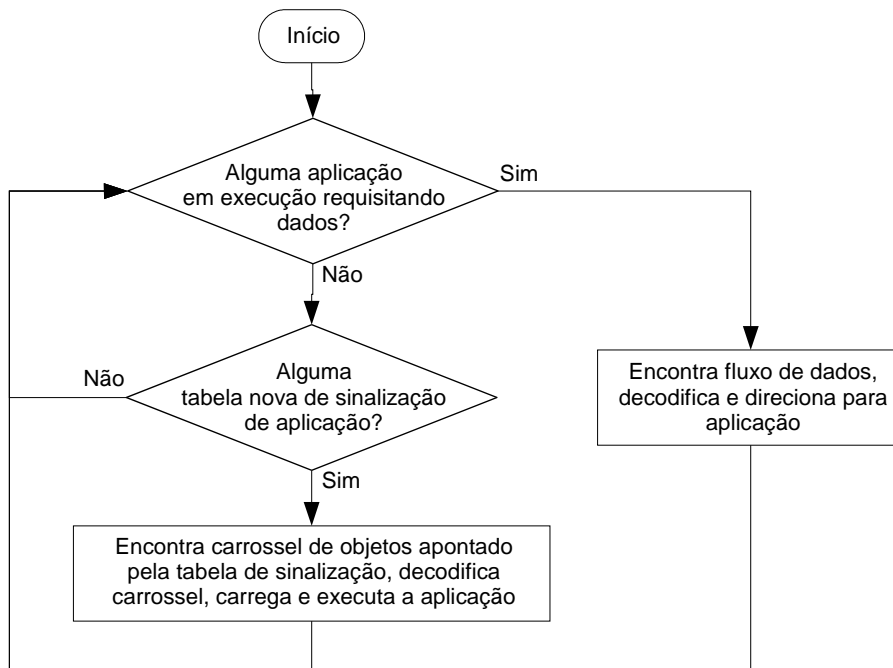 Início
Alguma aplicação
em execução requisitando
dados?
Sim
Não
Alguma
tabela nova de sinalização
de aplicação?
Não
Sim
Encontra fluxo de dados,
decodifica e direciona para
aplicação
Encontra carrossel de objetos apontado
pela tabela de sinalização, decodifica
carrossel, carrega e executa a aplicação